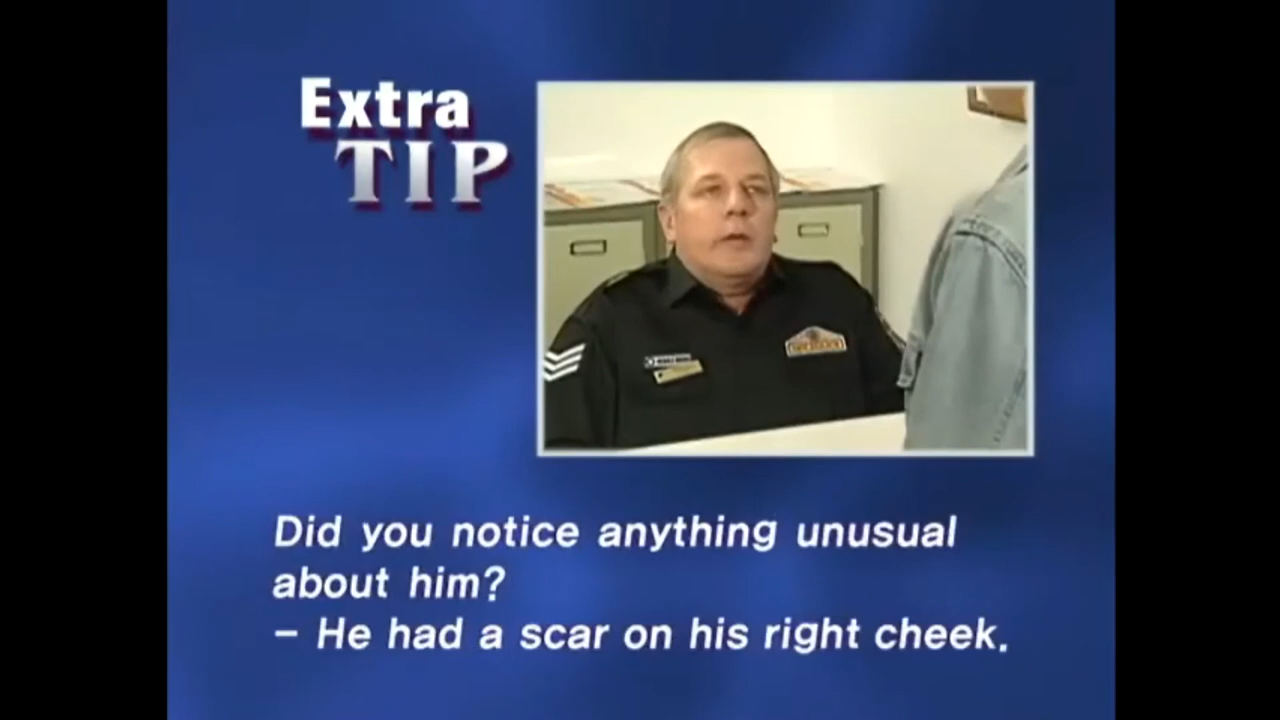 Extra
TIP
Did you notice anything unusual
about him?
– He had a scar on his right cheek.